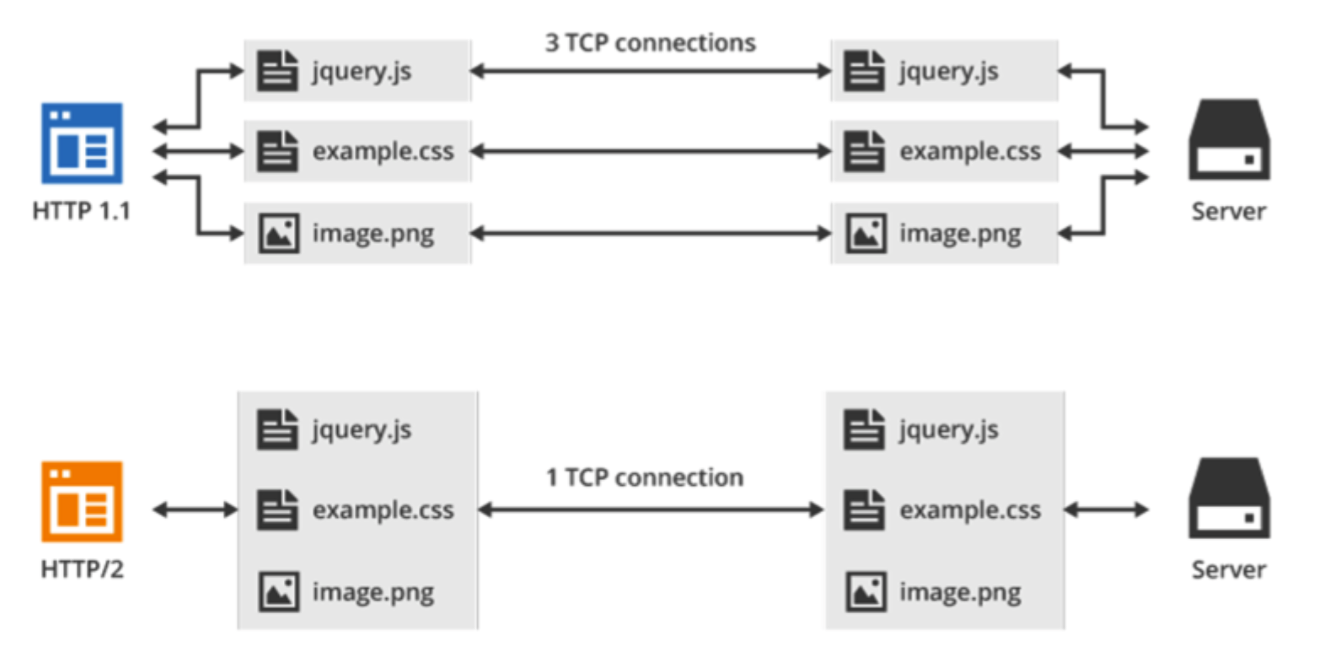 3 TCP connections
jquery.js
jquery.js
example.css
example.css
HTTP 1.1
Server
image.png
image.png
jquery.js
jquery.js
1 TCP connection
example.css
example.css
HTTP/2
Server
image.png
image.png